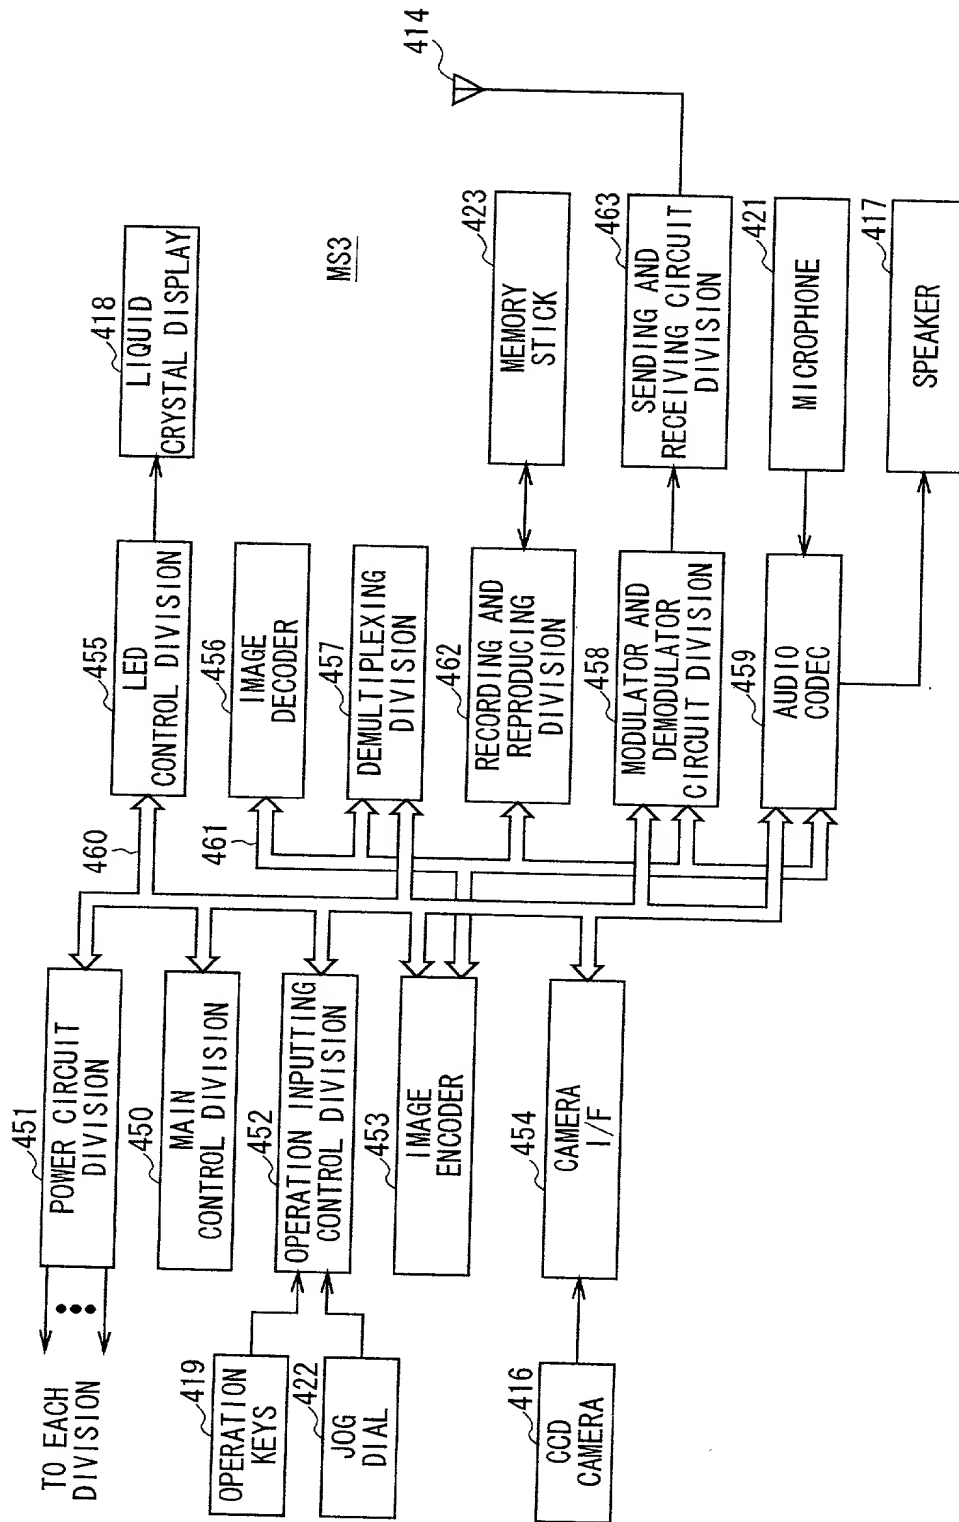 TO EACH
DIVISION
451
POWER CIRCUIT
DIVISION
450
MAIN
CONTROL DIVISION
419
OPERATION
KEYS
422
JOG
DIAL
452
OPERATION INPUTTING
CONTROL DIVISION
453
IMAGE
ENCODER
416
CCD
CAMERA
454
CAMERA
I/F
460
461
455
LED
CONTROL DIVISION
456
IMAGE
DECODER
457
DEMULTIPLEXING
DIVISION
462
RECORDING AND
REPRODUCING
DIVISION
458
MODULATOR AND
DEMODULATOR
CIRCUIT DIVISION
459
AUDIO
CODEC
418
LIQUID
CRYSTAL DISPLAY
MS3
423
MEMORY
STICK
463
SENDING AND
RECEIVING CIRCUIT
DIVISION
421
MICROPHONE
417
SPEAKER
414